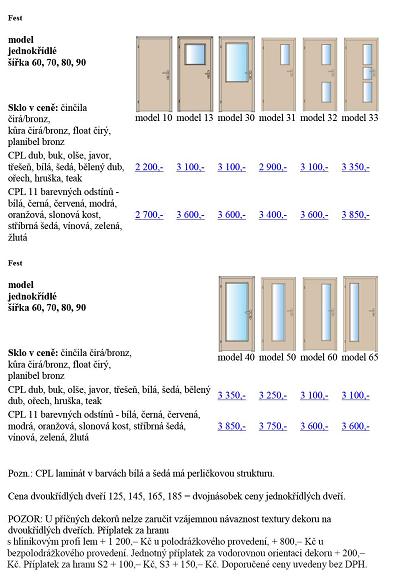 Fest
model
jednokřídlé
šířka 60, 70, 80, 90
Sklo v ceně: činčila
čirá/bronz,
kůra čirá/bronz, float čirý,
planibel bronz
model 10 model 13 model 30 model 31 model 32 model 33
CPL dub, buk, olše, javor,
třešeň, bílá, šedá, bělený dub,
ořech, hruška, teak
2 200,- 3 100,- 3 100,- 2 900,- 3 100,- 3 350,-
CPL 11 barevných odstínů -
bílá, černá, červená, modrá,
oranžová, slonová kost,
stříbrná šedá, vínová, zelená,
žlutá
2 700,- 3 600,- 3 600,- 3 400,- 3 600,- 3 850,-
Fest
model
jednokřídlé
šířka 60, 70, 80, 90
Sklo v ceně: činčila čirá/bronz,
kůra čirá/bronz, float čirý,
planibel bronz
model 40 model 50 model 60 model 65
CPL dub, buk, olše, javor, třešeň, bílá, šedá, bělený
dub, ořech, hruška, teak
3 350,- 3 250,- 3 100,- 3 100,-
CPL 11 barevných odstínů - bílá, černá, červená,
modrá, oranžová, slonová kost, stříbrná šedá,
vínová, zelená, žlutá
3 850,- 3 750,- 3 600,- 3 600,-
Pozn.: CPL laminát v barvách bílá a šedá má perličkovou strukturu.
Cena dvoukřídlých dveří 125, 145, 165, 185 = dvojnásobek ceny jednokřídlých dveří.
POZOR: U příčných dekorů nelze zaručit vzájemnou návaznost textury dekoru na
dvoukřídlých dveřích. Příplatek za hranu
s hliníkovým profi lem + 1 200,– Kč u polodrážkového provedení, + 800,– Kč u
bezpolodrážkového provedení. Jednotný příplatek za vodorovnou orientaci dekoru + 200,–
Kč. Příplatek za hranu S2 + 100,– Kč, S3 + 150,– Kč. Doporučené ceny uvedeny bez DPH.